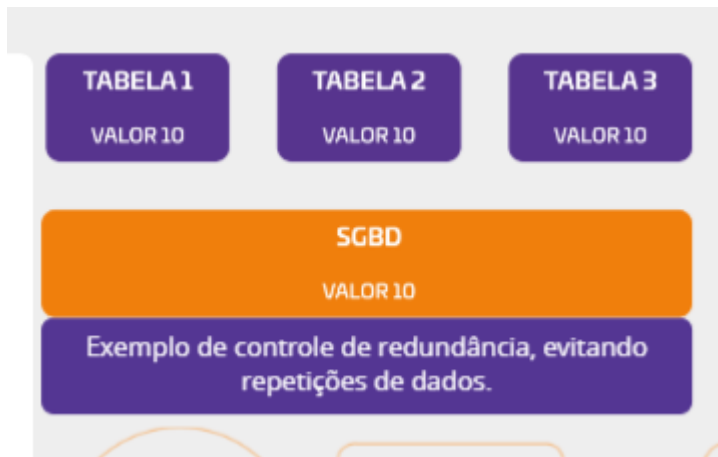 TABELA 1
VALOR 10
TABELA 2
VALOR 10
TABELA 3
VALOR 10
SGBD
VALOR 10
Exemplo de controle de redundância, evitando
repetições de dados.